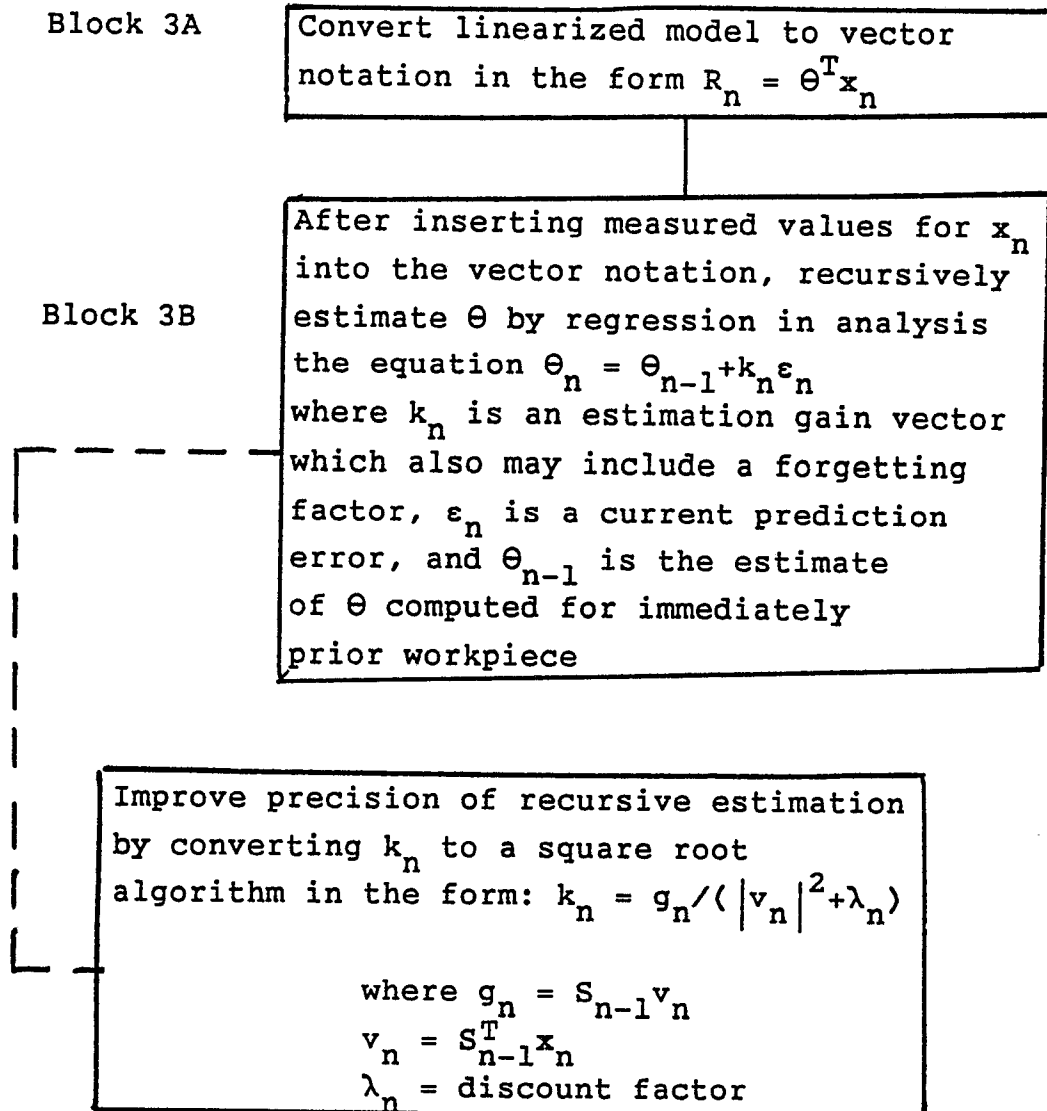 Block 3A
Convert linearized model to vector
notation in the form R_n = Θ^T x_n
Block 3B
After inserting measured values for x_n
into the vector notation, recursively
estimate Θ by regression in analysis
the equation Θ_n = Θ_{n-1}+k_n ε_n
where k_n is an estimation gain vector
which also may include a forgetting
factor, ε_n is a current prediction
error, and Θ_{n-1} is the estimate
of Θ computed for immediately
prior workpiece
Improve precision of recursive estimation
by converting k_n to a square root
algorithm in the form: k_n = g_n/(|v_n|^2+λ_n)
where g_n = S_{n-1}v_n
v_n = S^T_{n-1}x_n
λ_n = discount factor